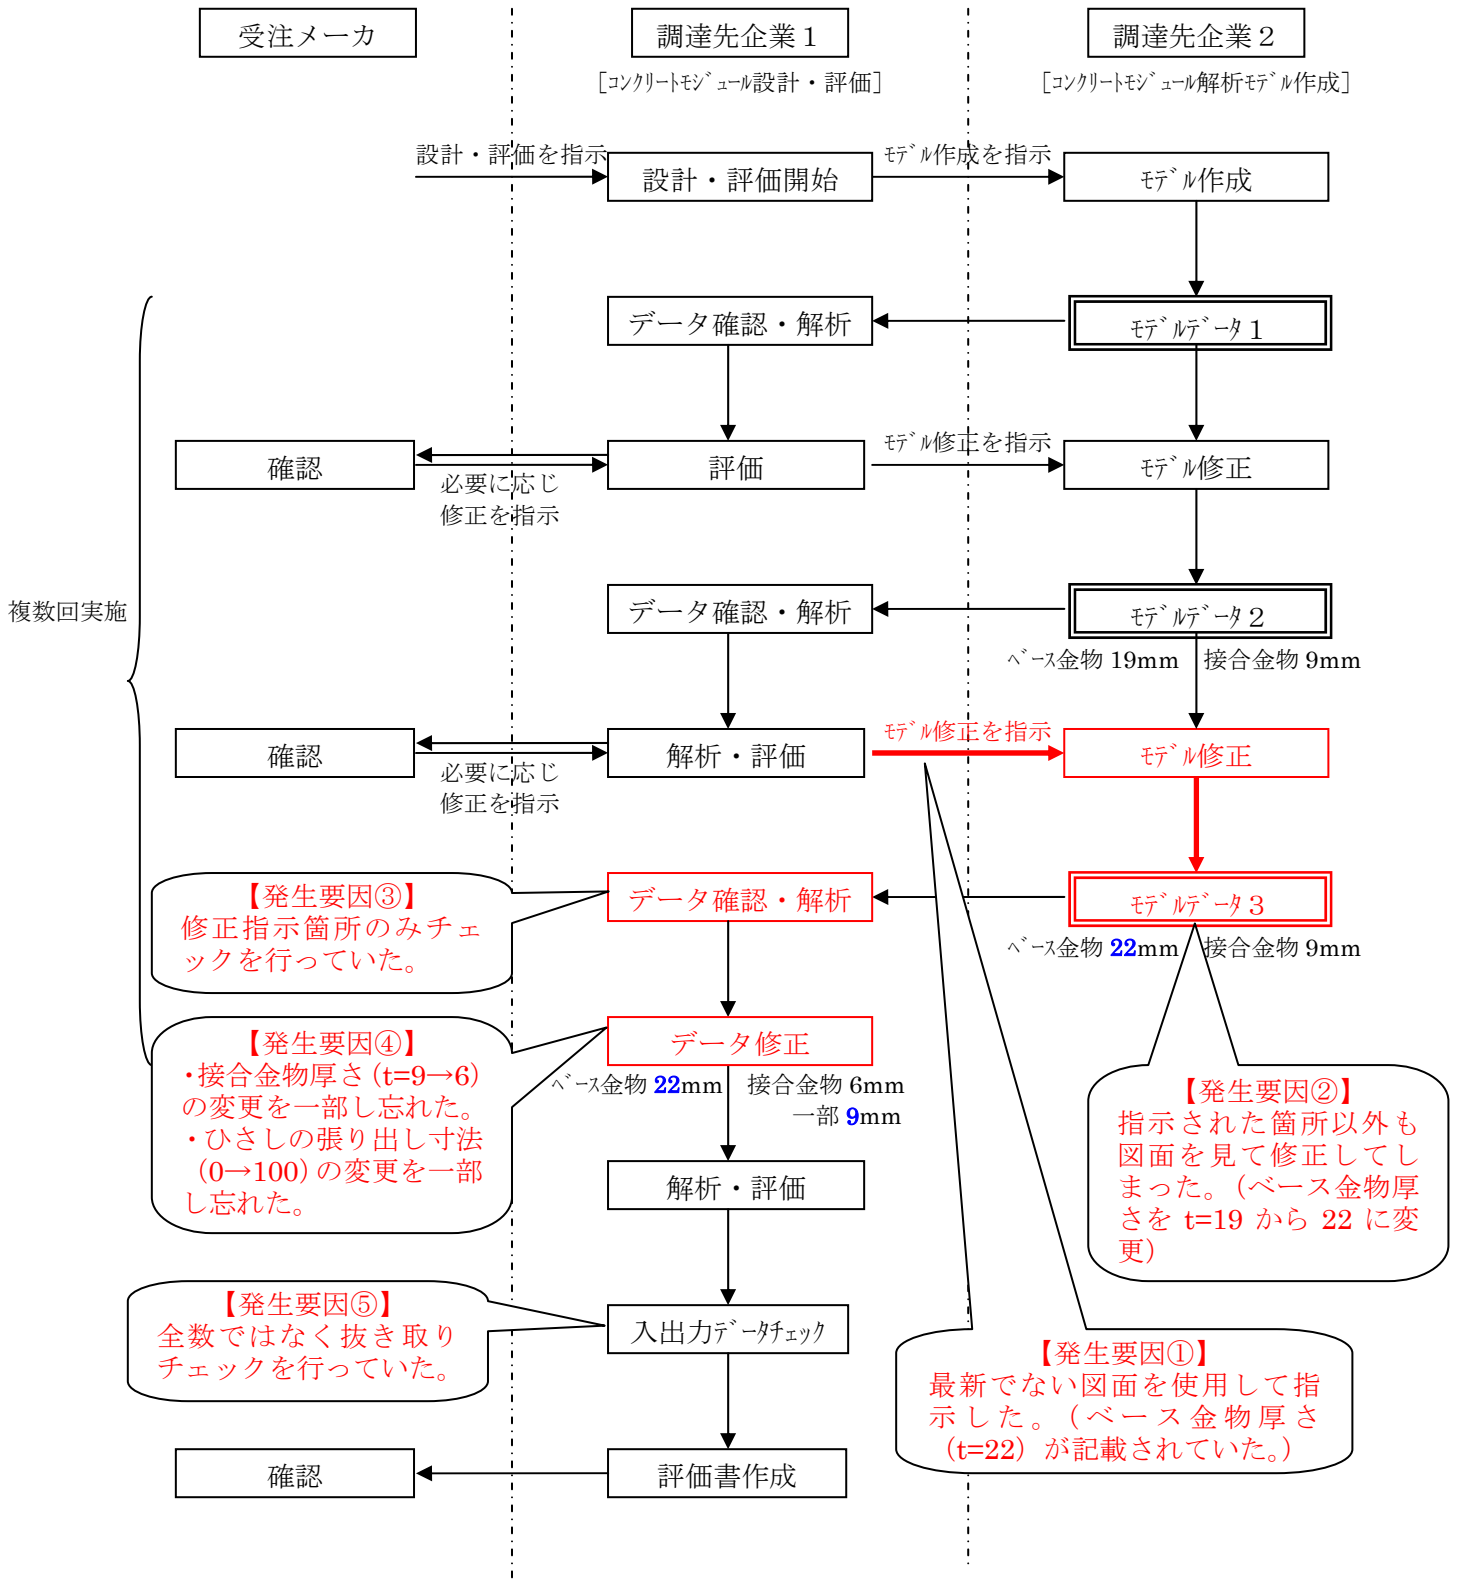 受注メーカ
調達先企業１
調達先企業２
［ｺﾝｸﾘｰﾄﾓｼﾞｭｰﾙ設計・評価］
［ｺﾝｸﾘｰﾄﾓｼﾞｭｰﾙ解析ﾓﾃﾞﾙ作成］
設計・評価を指示
設計・評価開始
ﾓﾃﾞﾙ作成を指示
ﾓﾃﾞﾙ作成
データ確認・解析
ﾓﾃﾞﾙﾃﾞｰﾀ１
確認
必要に応じ
修正を指示
評価
ﾓﾃﾞﾙ修正を指示
ﾓﾃﾞﾙ修正
複数回実施
データ確認・解析
ﾓﾃﾞﾙﾃﾞｰﾀ２
ﾍﾞｰｽ金物 19mm
接合金物 9mm
確認
必要に応じ
修正を指示
解析・評価
ﾓﾃﾞﾙ修正を指示
ﾓﾃﾞﾙ修正
【発生要因③】
修正指示箇所のみチェ
ックを行っていた。
データ確認・解析
ﾓﾃﾞﾙﾃﾞｰﾀ３
ﾍﾞｰｽ金物 22mm
接合金物 9mm
【発生要因④】
・接合金物厚さ（t=9→6）
の変更を一部し忘れた。
・ひさしの張り出し寸法
（0→100）の変更を一部
し忘れた。
データ修正
ﾍﾞｰｽ金物 22mm
接合金物 6mm
一部 9mm
【発生要因②】
指示された箇所以外も
図面を見て修正してし
まった。（ベース金物厚
さを t=19 から 22 に変
更）
解析・評価
【発生要因⑤】
全数ではなく抜き取り
チェックを行っていた。
入出力ﾃﾞｰﾀﾁｪｯｸ
【発生要因①】
最新でない図面を使用して指
示した。（ベース金物厚さ
（t=22）が記載されていた。）
確認
評価書作成